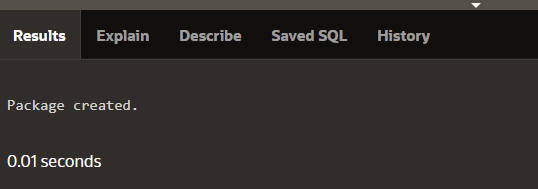 Results Explain Describe Saved SQL History
Package created.
0.01 seconds